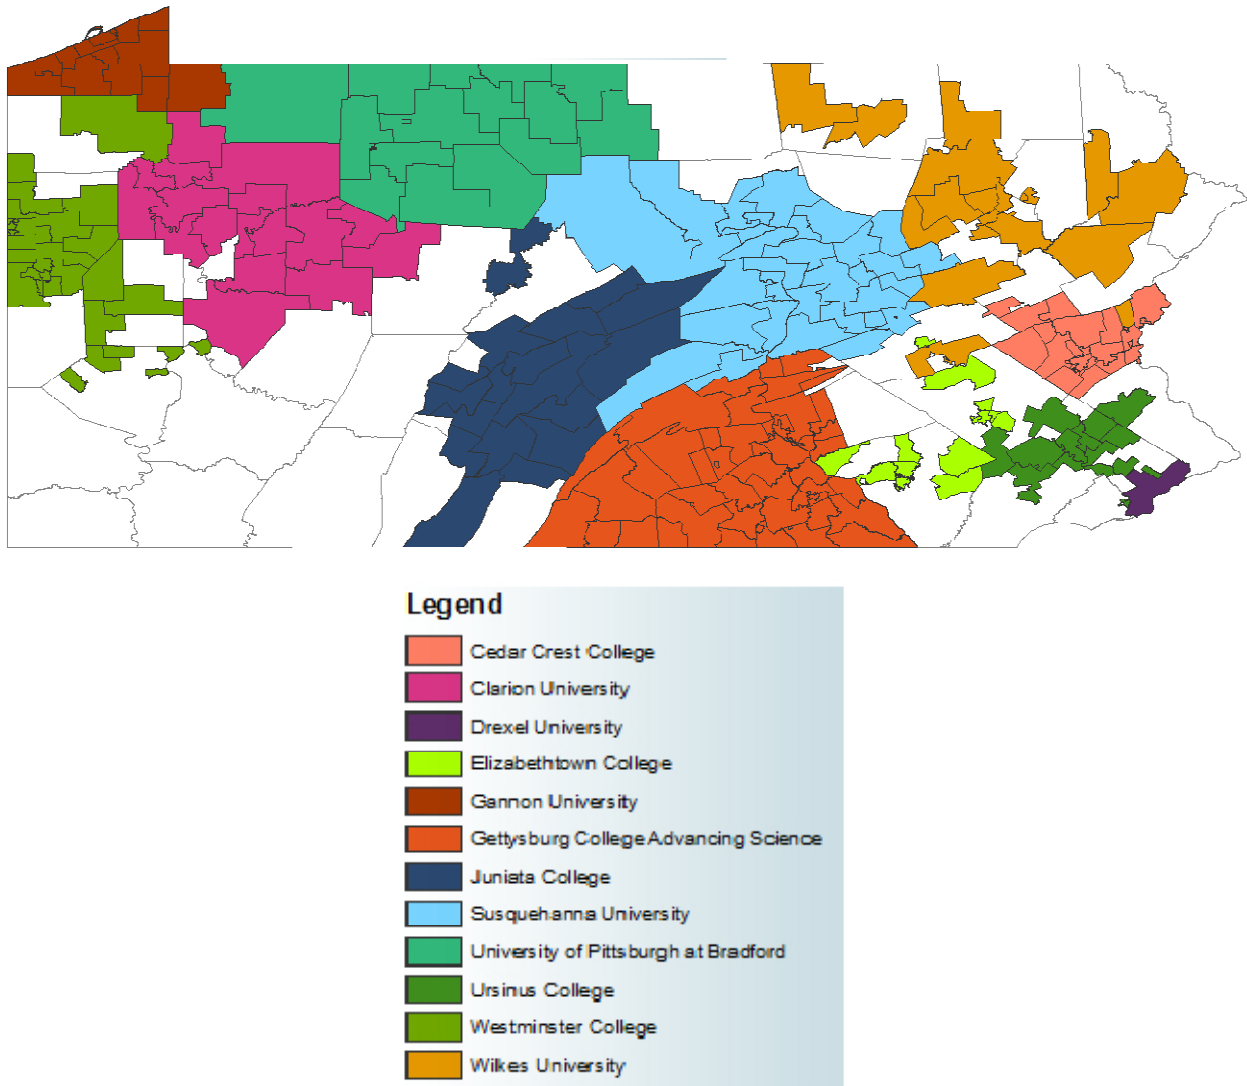 Legend
Cedar Crest College
Clarion University
Drexel University
Elizabethtown College
Gannon University
Gettysburg College Advancing Science
Juniata College
Susquehanna University
University of Pittsburgh at Bradford
Ursinus College
Westminster College
Wilkes University